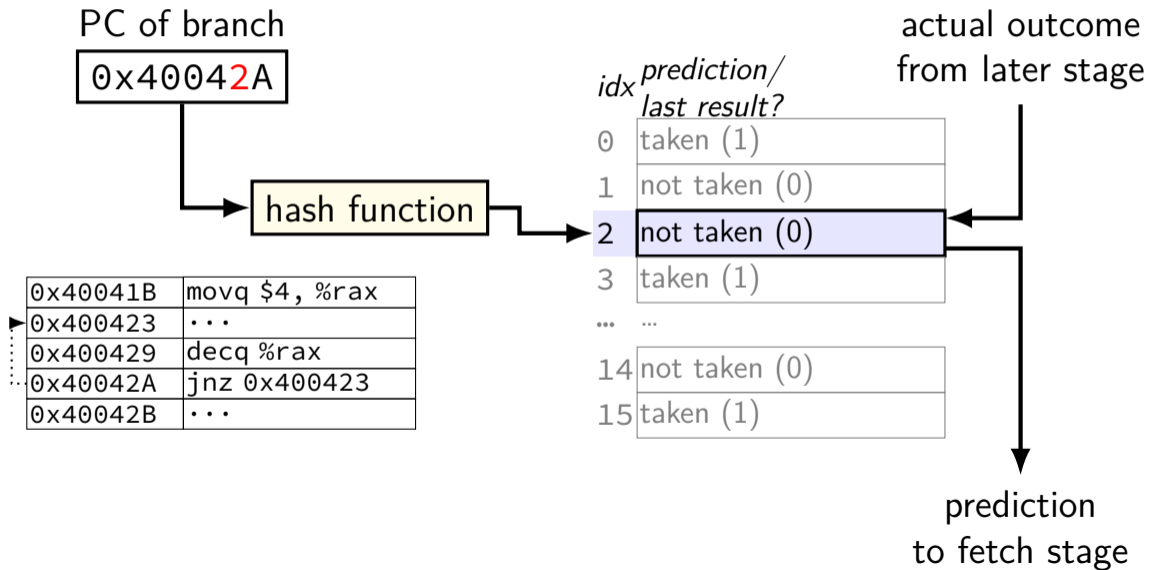 PC of branch
0x40042A
hash function
idx prediction/
last result?
0 taken (1)
1 not taken (0)
2 not taken (0)
3 taken (1)
… …
14 not taken (0)
15 taken (1)
actual outcome
from later stage
prediction
to fetch stage
0x40041B movq $4, %rax
0x400423 ...
0x400429 decq %rax
0x40042A jnz 0x400423
0x40042B ...